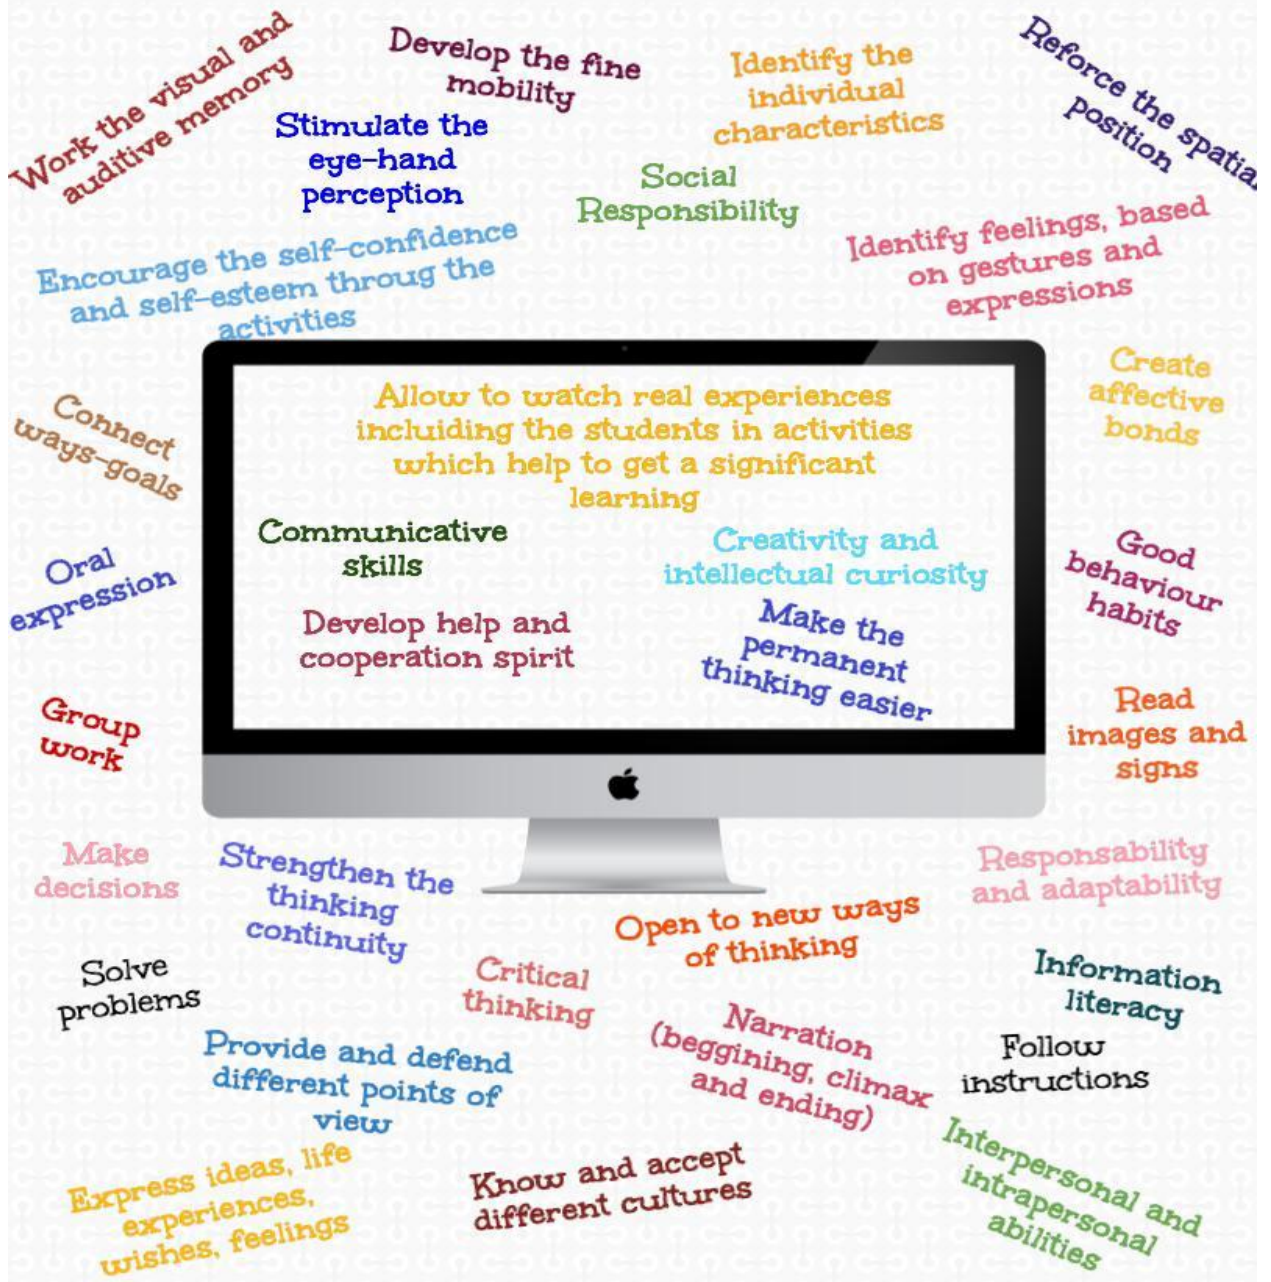 Work the visual and
auditive memory
Develop the fine
mobility
Identify the
individual
characteristics
Reforce the spatial
position
Stimulate the
eye-hand
perception
Social
Responsibility
Encourage the self-confidence
and self-esteem throug the
activities
Identify feelings, based
on gestures and
expressions
Allow to watch real experiences
incluiding the students in activities
which help to get a significant
learning
Create
affective
bonds
Connect
ways-goals
Communicative
skills
Creativity and
intellectual curiosity
Good
behaviour
habits
Oral
expression
Develop help and
cooperation spirit
Make the
permanent
thinking easier
Group
work
Read
images and
signs
Make
decisions
Strengthen the
thinking
continuity
Responsability
and adaptability
Open to new ways
of thinking
Solve
problems
Critical
thinking
Information
literacy
Provide and defend
different points of
view
Narration
(beggining, climax
and ending)
Follow
instructions
Express ideas, life
experiences,
wishes, feelings
Know and accept
different cultures
Interpersonal and
intrapersonal
abilities